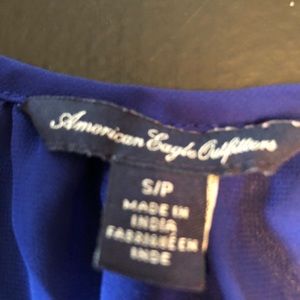 American Eagle Outfitters
S/P
MADE IN
INDIA
FABRIQUÉ EN
INDE